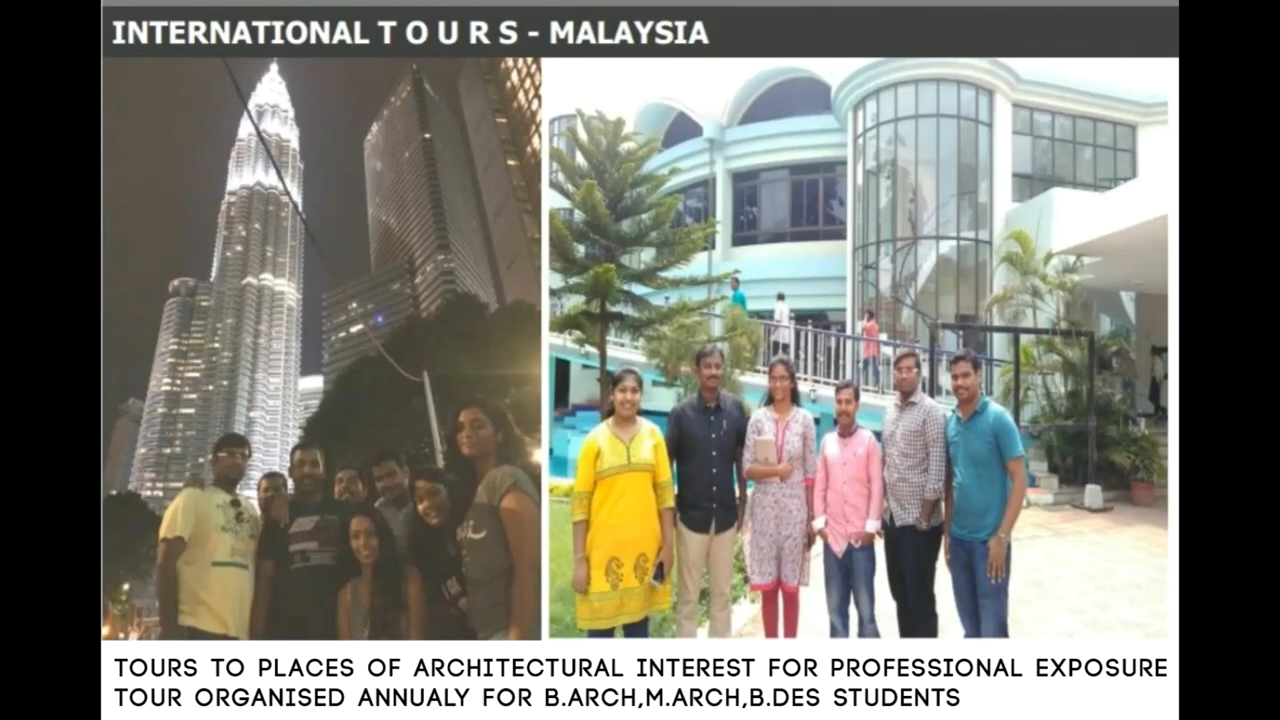 INTERNATIONAL T O U R S - MALAYSIA
TOURS TO PLACES OF ARCHITECTURAL INTEREST FOR PROFESSIONAL EXPOSURE
TOUR ORGANISED ANNUALY FOR B.ARCH,M.ARCH,B.DES STUDENTS